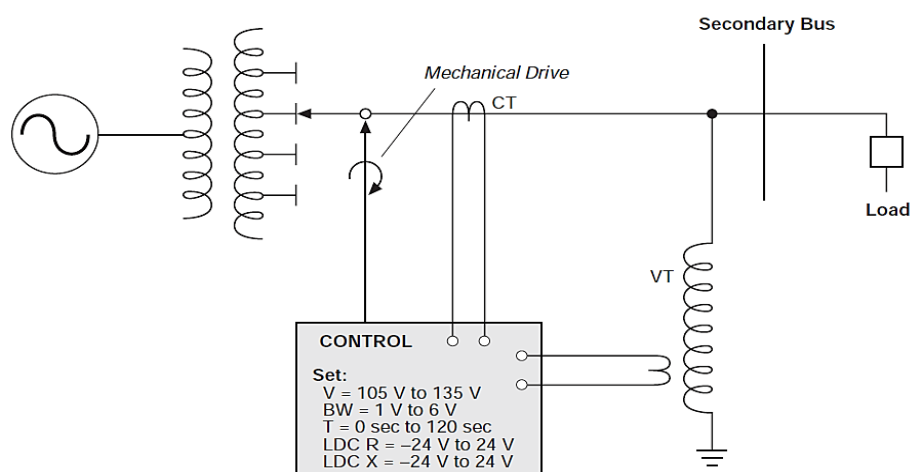 Secondary Bus
Mechanical Drive
CT
Load
VT
CONTROL
Set:
V = 105 V to 135 V
BW = 1 V to 6 V
T = 0 sec to 120 sec
LDC R = –24 V to 24 V
LDC X = –24 V to 24 V